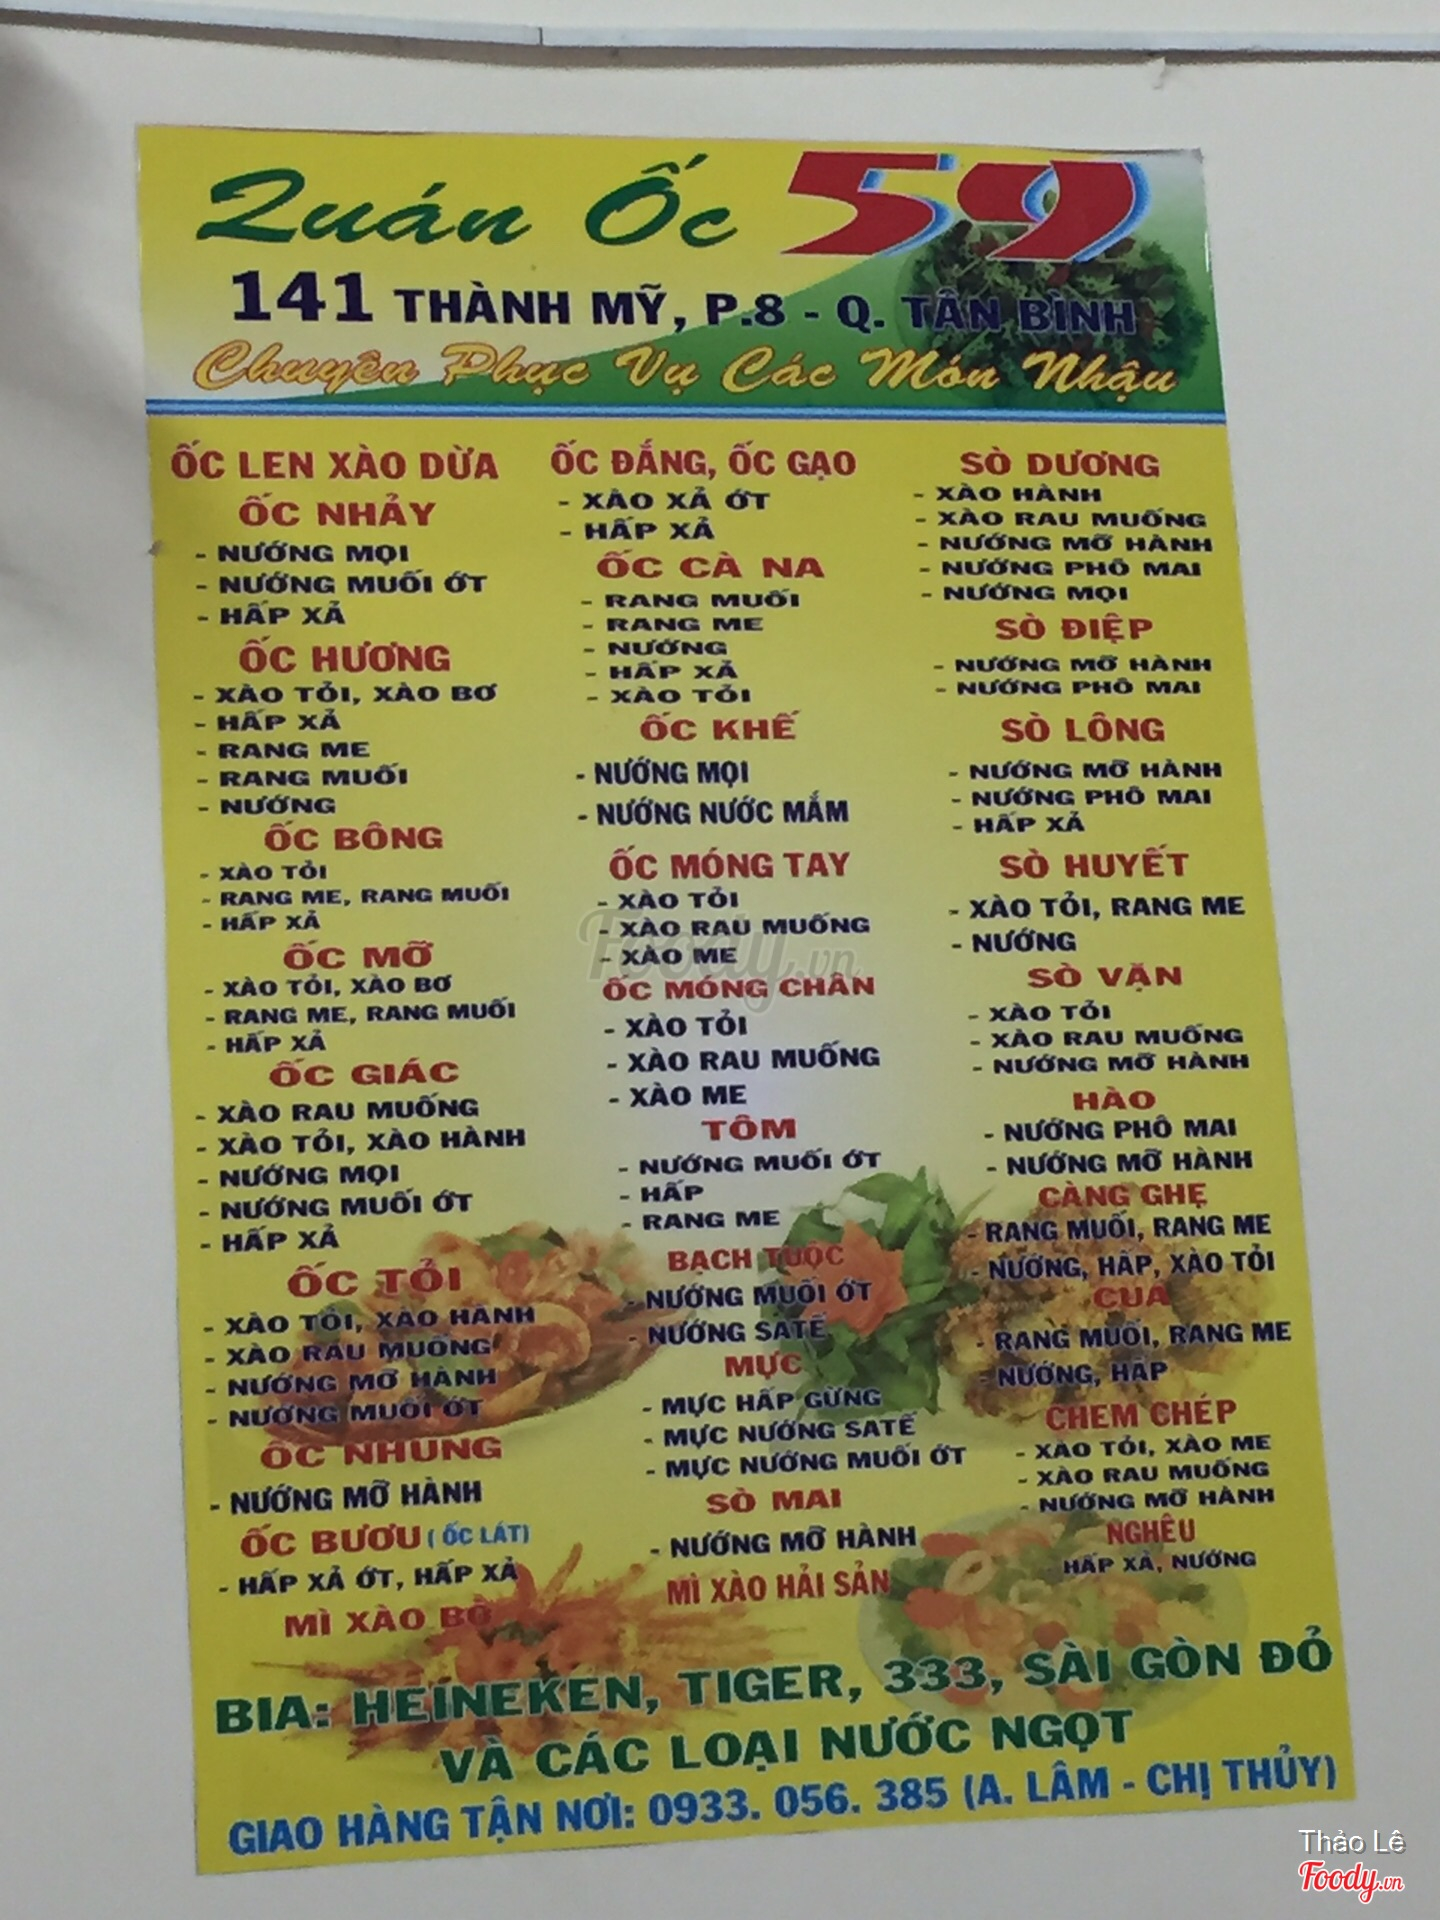 Quán Ốc 59
141 THÀNH MỸ, P.8 - Q. TÂN BÌNH
Chuyên Phục Vụ Các Món Nhậu
ỐC LEN XÀO DỪA
ỐC NHẢY
- NƯỚNG MỌI
- NƯỚNG MUỐI ỚT
- HẤP XẢ
ỐC HƯƠNG
- XÀO TỎI, XÀO BƠ
- HẤP XẢ
- RANG ME
- RANG MUỐI
- NƯỚNG
ỐC BÔNG
- XÀO TỎI
- RANG ME, RANG MUỐI
- HẤP XẢ
ỐC MỠ
- XÀO TỎI, XÀO BƠ
- RANG ME, RANG MUỐI
- HẤP XẢ
ỐC GIÁC
- XÀO RAU MUỐNG
- XÀO TỎI, XÀO HÀNH
- NƯỚNG MỌI
- NƯỚNG MUỐI ỚT
- HẤP XẢ
ỐC TỎI
- XÀO TỎI, XÀO HÀNH
- XÀO RAU MUỐNG
- NƯỚNG MỠ HÀNH
- NƯỚNG MUỐI ỚT
ỐC NHUNG
- NƯỚNG MỠ HÀNH
ỐC BƯƠU ( ỐC LÁT)
- HẤP XẢ ỚT, HẤP XẢ
MÌ XÀO BÒ
ỐC ĐẮNG, ỐC GẠO
- XÀO XẢ ỚT
- HẤP XẢ
ỐC CÀ NA
- RANG MUỐI
- RANG ME
- NƯỚNG
- HẤP XẢ
- XÀO TỎI
ỐC KHẾ
- NƯỚNG MỌI
- NƯỚNG NƯỚC MẮM
ỐC MÓNG TAY
- XÀO TỎI
- XÀO RAU MUỐNG
- XÀO ME
ỐC MÓNG CHÂN
- XÀO TỎI
- XÀO RAU MUỐNG
- XÀO ME
TÔM
- NƯỚNG MUỐI ỚT
- HẤP
- RANG ME
BẠCH TUỘC
- NƯỚNG MUỐI ỚT
- NƯỚNG SATẾ
MỰC
- MỰC HẤP GỪNG
- MỰC NƯỚNG SATẾ
- MỰC NƯỚNG MUỐI ỚT
SÒ MAI
- NƯỚNG MỠ HÀNH
MÌ XÀO HẢI SẢN
SÒ DƯƠNG
- XÀO HÀNH
- XÀO RAU MUỐNG
- NƯỚNG MỠ HÀNH
- NƯỚNG PHÔ MAI
- NƯỚNG MỌI
SÒ ĐIỆP
- NƯỚNG MỠ HÀNH
- NƯỚNG PHÔ MAI
SÒ LÔNG
- NƯỚNG MỠ HÀNH
- NƯỚNG PHÔ MAI
- HẤP XẢ
SÒ HUYẾT
- XÀO TỎI, RANG ME
- NƯỚNG
SÒ VẶN
- XÀO TỎI
- XÀO RAU MUỐNG
- NƯỚNG MỠ HÀNH
HÀO
- NƯỚNG PHÔ MAI
- NƯỚNG MỠ HÀNH
CÀNG GHẸ
- RANG MUỐI, RANG ME
- NƯỚNG, HẤP, XÀO TỎI
CUA
- RANG MUỐI, RANG ME
- NƯỚNG, HẤP
CHEM CHÉP
- XÀO TỎI, XÀO ME
- XÀO RAU MUỐNG
- NƯỚNG MỠ HÀNH
NGHÊU
HẤP XẢ, NƯỚNG
BIA: HEINEKEN, TIGER, 333, SÀI GÒN ĐỎ
VÀ CÁC LOẠI NƯỚC NGỌT
GIAO HÀNG TẬN NƠI: 0933. 056. 385 (A. LÂM - CHỊ THỦY)
Foody.vn
Thảo Lê
Foody.vn